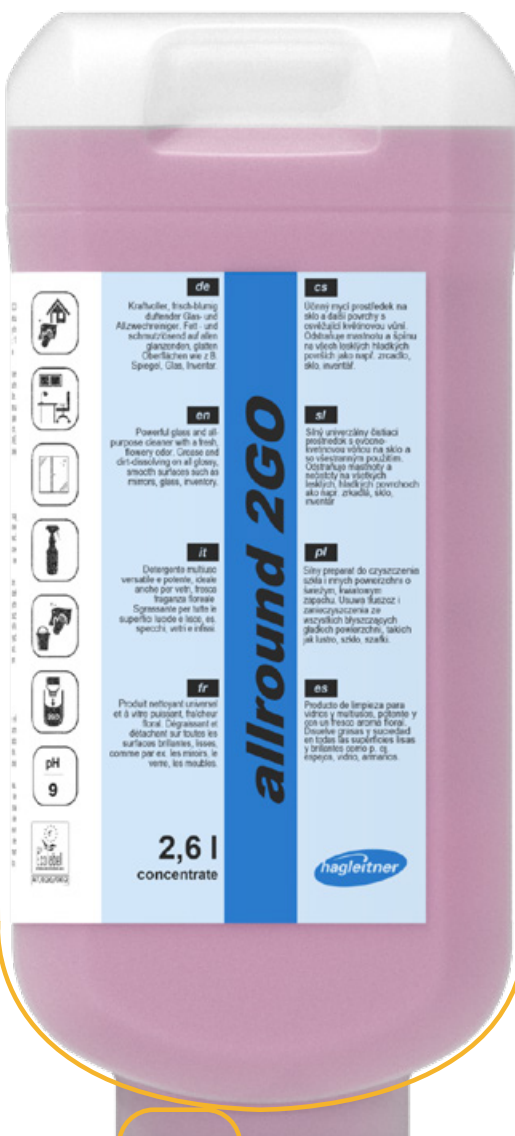 de
Kraftvoller, frisch-blumig
duftender Glas- und
Allzweckreiniger. Fett - und
schmutzlösend auf allen
glänzenden, glatten
Oberflächen wie z.B.
Spiegel, Glas, Inventar.
en
Powerful glass and all-
purpose cleaner with a fresh,
flowery odor. Grease and
dirt-dissolving on all glossy,
smooth surfaces such as
mirrors, glass, inventory.
it
Detergente multiuso
versatile e potente, ideale
anche per vetri, fresca
fraganza floreale.
Sgrassante per tutte le
superfici lucide e lisce, es.
specchi, vetri e infissi.
fr
Produit nettoyant universel
et à vitre puissant, fraîcheur
floral. Dégraissant et
détachent sur toutes les
surfaces brillantes, lisses,
comme par ex. les miroirs, le
verre, les meubles.
2,6 l
concentrate
allround 2GO
cs
Účinný mycí prostředek na
sklo a další povrchy s
osvěžující květinovou vůní.
Odstraňuje mastnotu a špínu
na všech lesklých hladkých
površích jako např. zrcadlo,
sklo, inventář.
sl
Silný univerzálny čistiaci
prostriedok s ovocno-
kvetinovou vôňou na sklo a
so všestranným použitím.
Odstraňuje mastnoty a
nečistoty na všetkých
lesklých, hladkých povrchoch
ako napr. zrkadlá, sklo,
inventár
pl
Silny preparat do czyszczenia
szkła i innych powierzchni o
świeżym, kwiatowym
zapachu. Usuwa tłuszcz i
zanieczyszczenia ze
wszystkich błyszczących
gładkich powierzchni, takich
jak lustro, szkło, szafki.
es
Producto de limpieza para
vidrios y multiusos, potente y
con un fresco aroma floral.
Disuelve grasas y suciedad
en todas las superficies lisas
y brillantes como p. ej.
espejos, vidrio, armarios.
hagleitner
pH
9
Ecolabel